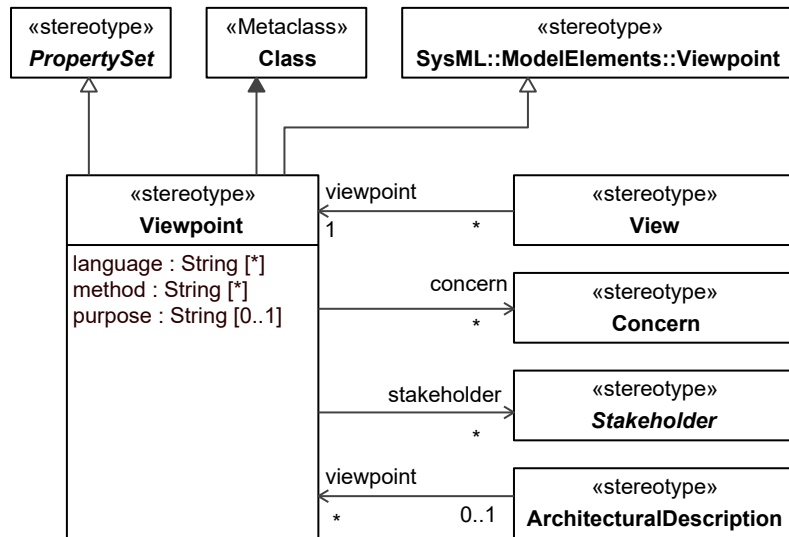 «stereotype»
PropertySet
«Metaclass»
Class
«stereotype»
SysML::ModelElements::Viewpoint
«stereotype»
Viewpoint
language : String [*]
method : String [*]
purpose : String [0..1]
viewpoint
1
*
«stereotype»
View
concern
*
«stereotype»
Concern
stakeholder
*
«stereotype»
Stakeholder
viewpoint
*
0..1
«stereotype»
ArchitecturalDescription